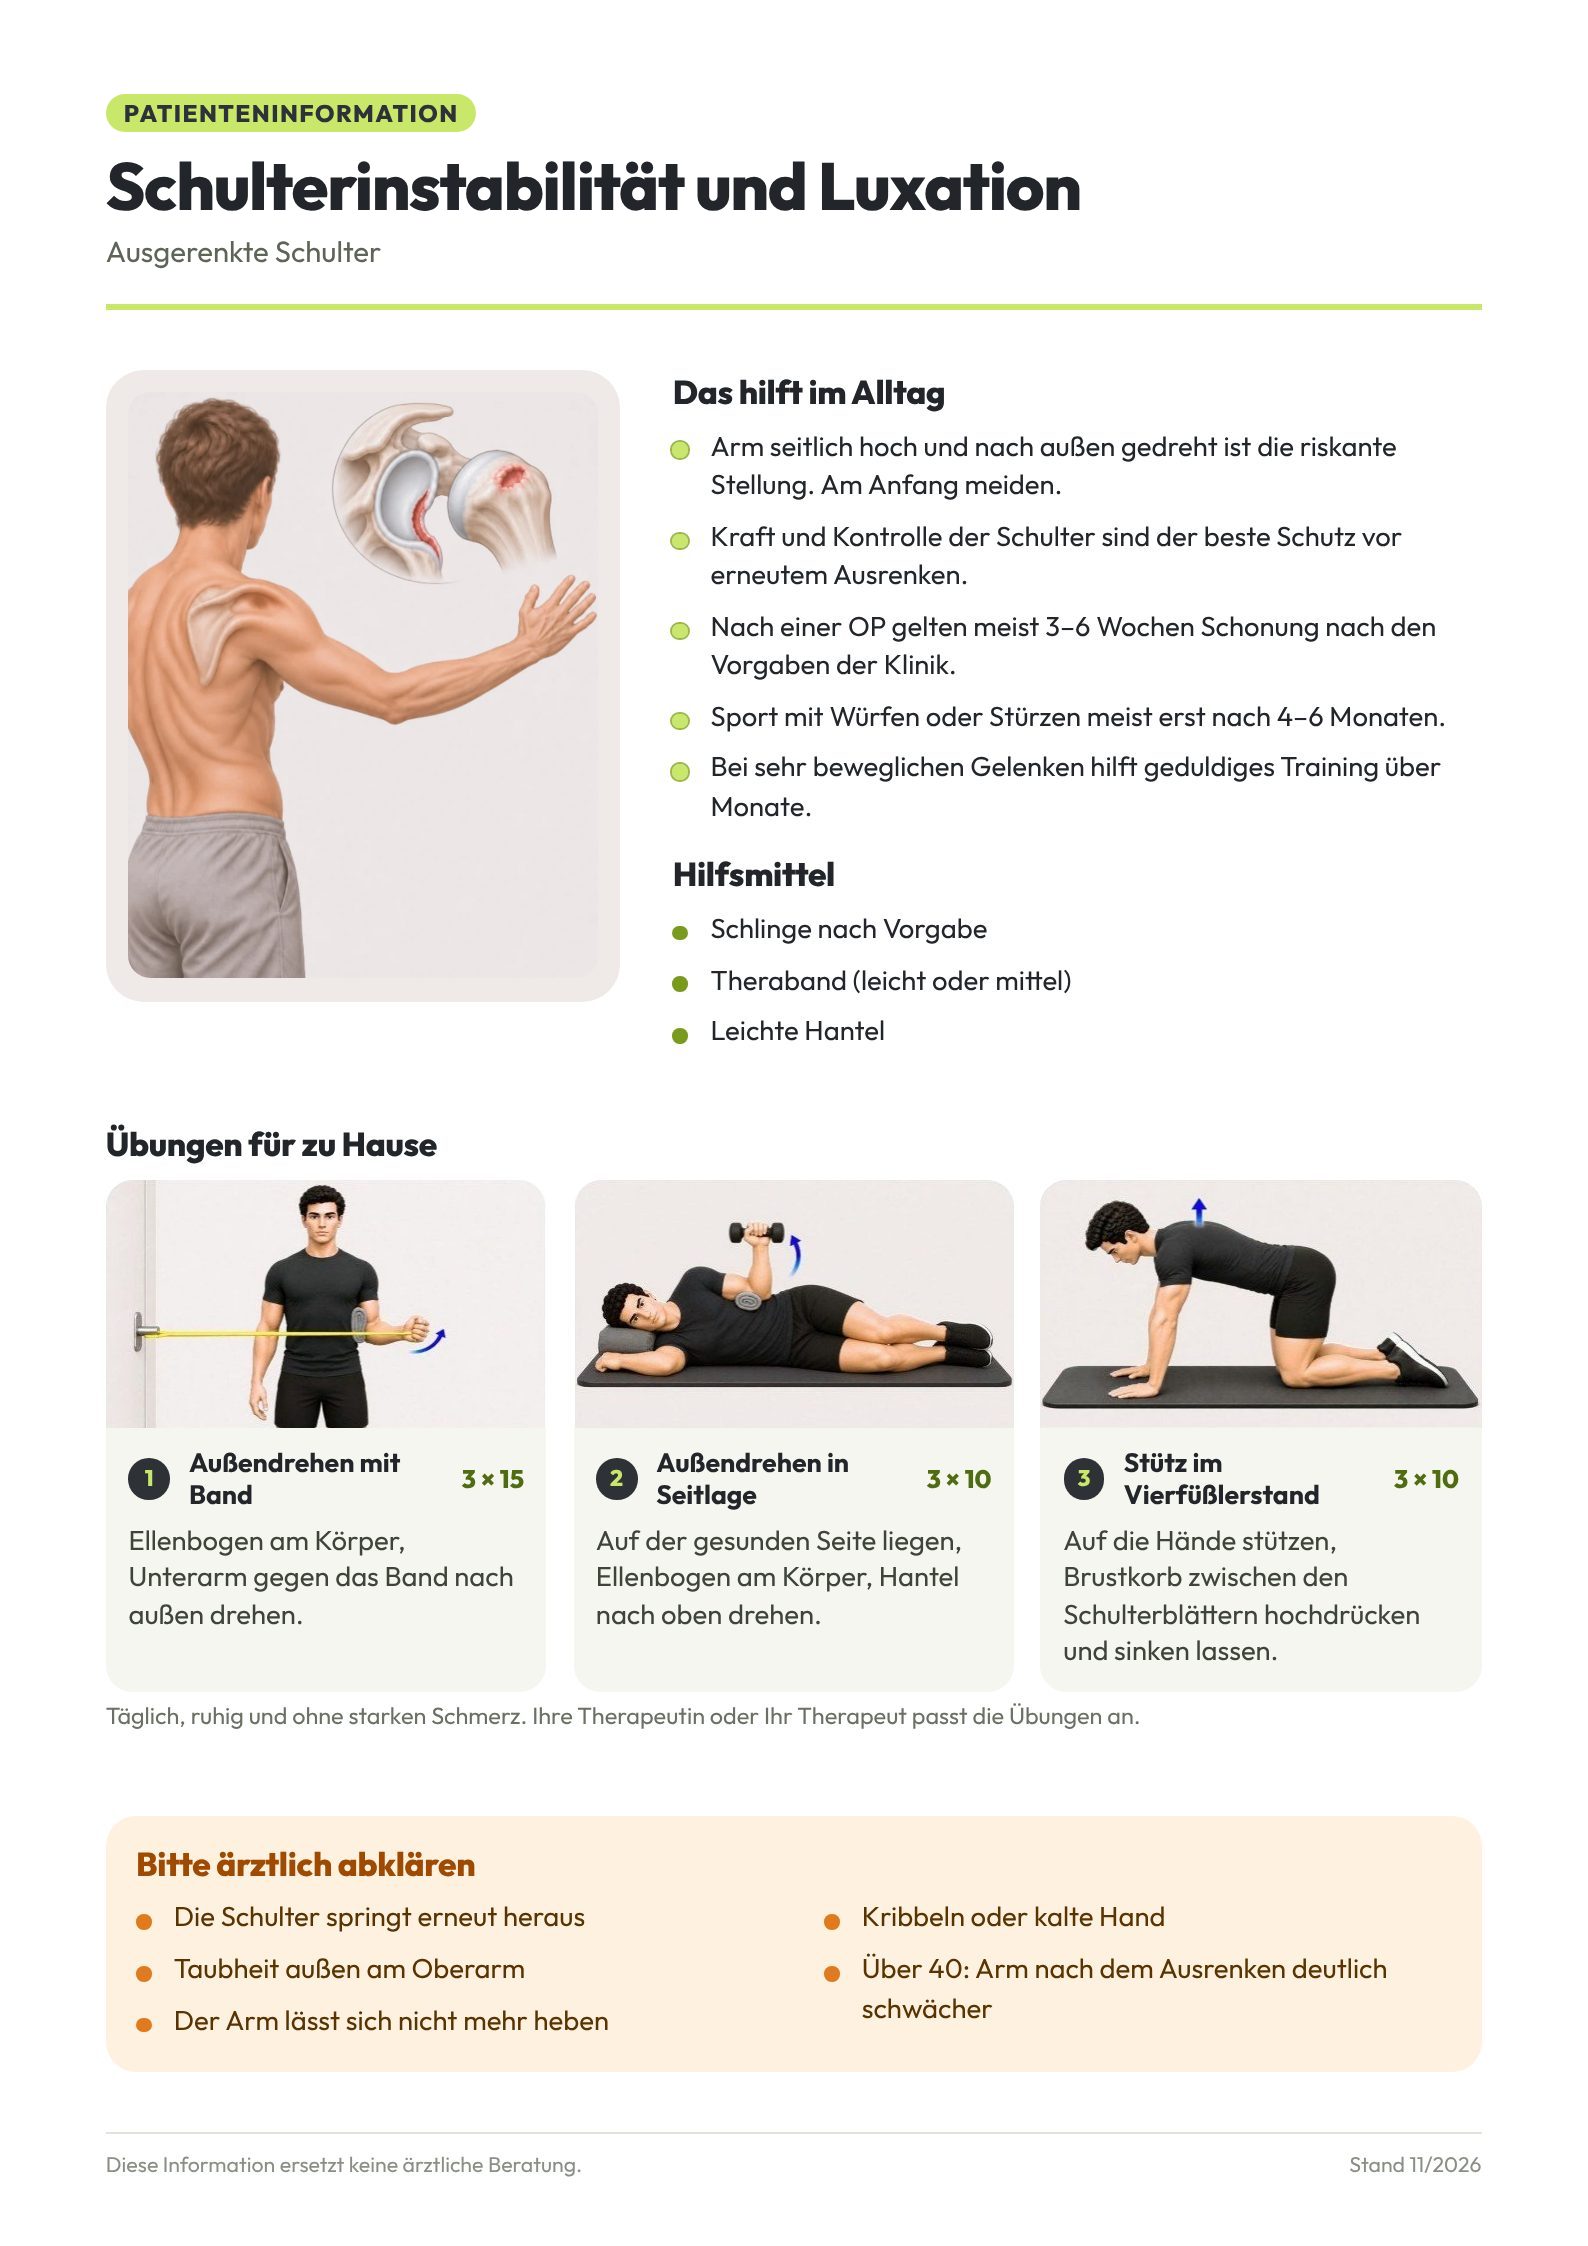 PATIENTENINFORMATION
Schulterinstabilität und Luxation
Ausgerenkte Schulter
Das hilft im Alltag
Arm seitlich hoch und nach außen gedreht ist die riskante
Stellung. Am Anfang meiden.
Kraft und Kontrolle der Schulter sind der beste Schutz vor
erneutem Ausrenken.
Nach einer OP gelten meist 3–6 Wochen Schonung nach den
Vorgaben der Klinik.
Sport mit Würfen oder Stürzen meist erst nach 4–6 Monaten.
Bei sehr beweglichen Gelenken hilft geduldiges Training über
Monate.
Hilfsmittel
Schlinge nach Vorgabe
Theraband (leicht oder mittel)
Leichte Hantel
Übungen für zu Hause
1 Außendrehen mit
Band
3 × 15
Ellenbogen am Körper,
Unterarm gegen das Band nach
außen drehen.
2 Außendrehen in
Seitlage
3 × 10
Auf der gesunden Seite liegen,
Ellenbogen am Körper, Hantel
nach oben drehen.
3 Stütz im
Vierfüßlerstand
3 × 10
Auf die Hände stützen,
Brustkorb zwischen den
Schulterblättern hochdrücken
und sinken lassen.
Täglich, ruhig und ohne starken Schmerz. Ihre Therapeutin oder Ihr Therapeut passt die Übungen an.
Bitte ärztlich abklären
Die Schulter springt erneut heraus
Taubheit außen am Oberarm
Der Arm lässt sich nicht mehr heben
Kribbeln oder kalte Hand
Über 40: Arm nach dem Ausrenken deutlich
schwächer
Diese Information ersetzt keine ärztliche Beratung.
Stand 11/2026